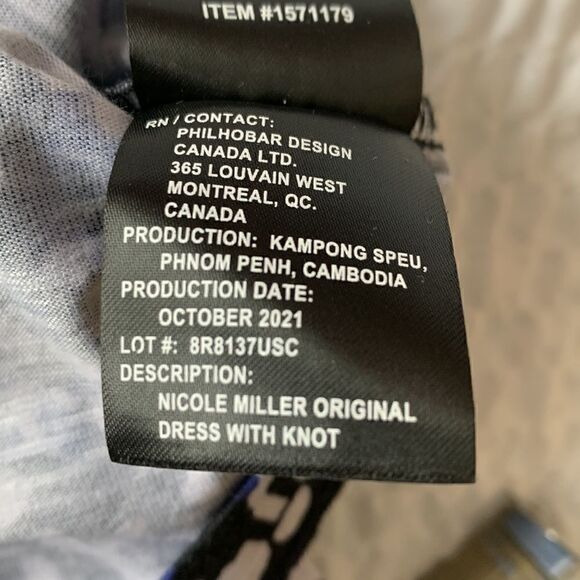 ITEM #1571179
RN / CONTACT:
PHILHOBAR DESIGN
CANADA LTD.
365 LOUVAIN WEST
MONTREAL, QC.
CANADA
PRODUCTION: KAMPONG SPEU,
PHNOM PENH, CAMBODIA
PRODUCTION DATE:
OCTOBER 2021
LOT #: 8R8137USC
DESCRIPTION:
NICOLE MILLER ORIGINAL
DRESS WITH KNOT